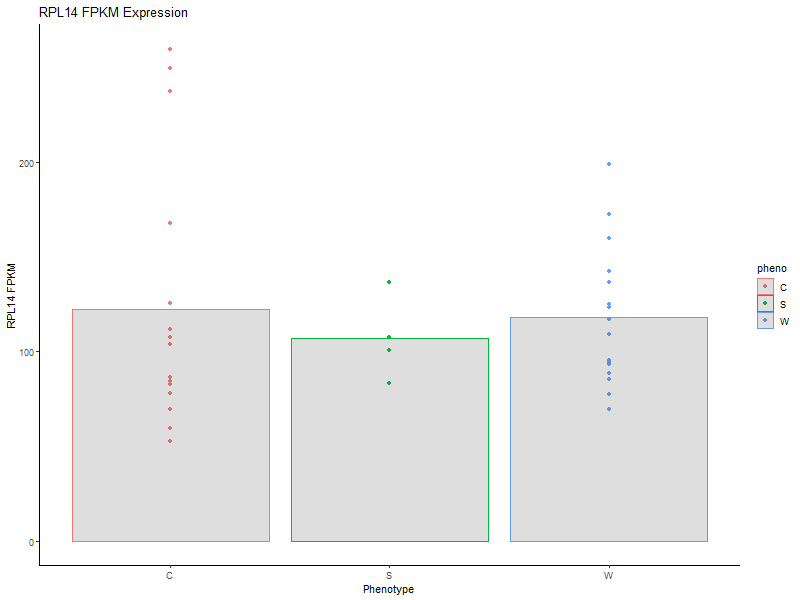 RPL14 FPKM Expression
RPL14 FPKM
200
100
0
C
S
W
Phenotype
pheno
C
S
W